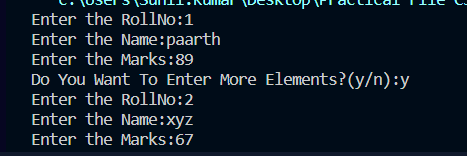 c:\Users\Sunil.Kumar\Desktop\Practical File CS
Enter the RollNo:1
Enter the Name:paarth
Enter the Marks:89
Do You Want To Enter More Elements?(y/n):y
Enter the RollNo:2
Enter the Name:xyz
Enter the Marks:67